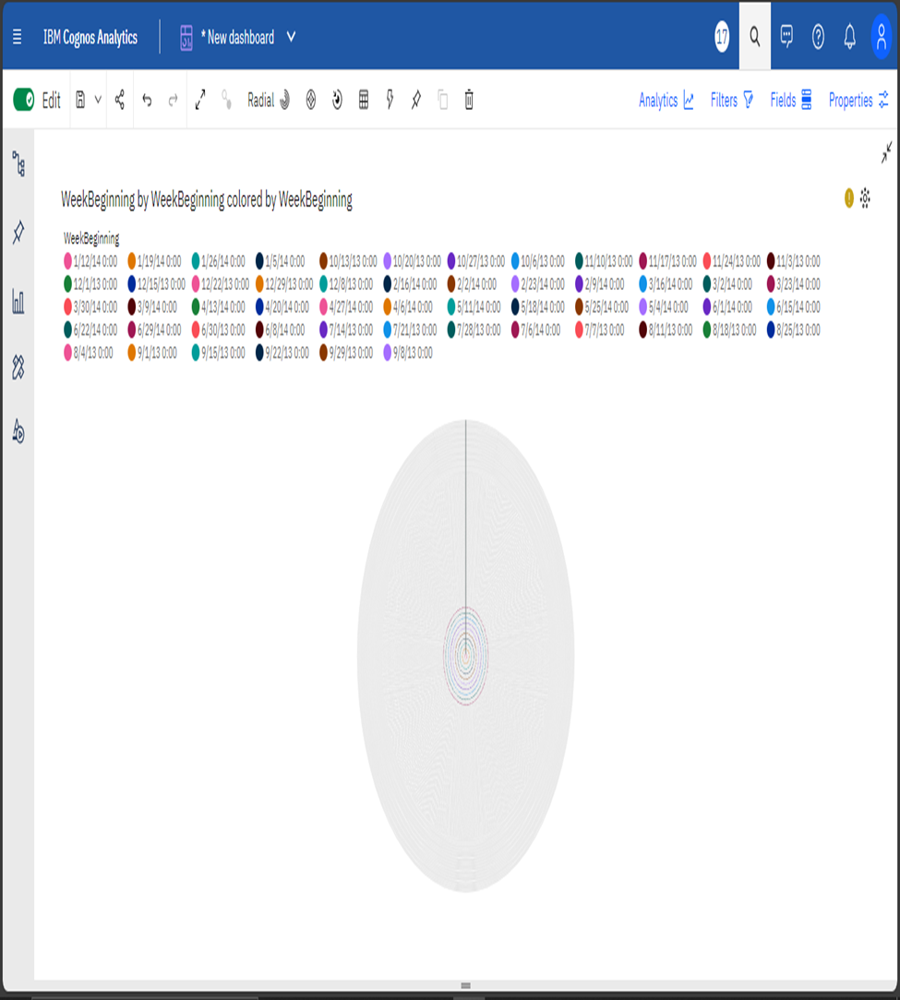 IBM Cognos Analytics * New dashboard 17
Edit Radial Analytics Filters Fields Properties
WeekBeginning by WeekBeginning colored by WeekBeginning
WeekBeginning
1/12/14 0:00 1/19/14 0:00 1/26/14 0:00 1/5/14 0:00 10/13/13 0:00 10/20/13 0:00 10/27/13 0:00 10/6/13 0:00 11/10/13 0:00 11/17/13 0:00 11/24/13 0:00 11/3/13 0:00
12/1/13 0:00 12/15/13 0:00 12/22/13 0:00 12/29/13 0:00 12/8/13 0:00 2/16/14 0:00 2/2/14 0:00 2/23/14 0:00 2/9/14 0:00 3/16/14 0:00 3/2/14 0:00 3/23/14 0:00
3/30/14 0:00 3/9/14 0:00 4/13/14 0:00 4/20/14 0:00 4/27/14 0:00 4/6/14 0:00 5/11/14 0:00 5/18/14 0:00 5/25/14 0:00 5/4/14 0:00 6/1/14 0:00 6/15/14 0:00
6/22/14 0:00 6/29/14 0:00 6/30/13 0:00 6/8/14 0:00 7/14/13 0:00 7/21/13 0:00 7/28/13 0:00 7/6/14 0:00 7/7/13 0:00 8/11/13 0:00 8/18/13 0:00 8/25/13 0:00
8/4/13 0:00 9/1/13 0:00 9/15/13 0:00 9/22/13 0:00 9/29/13 0:00 9/8/13 0:00